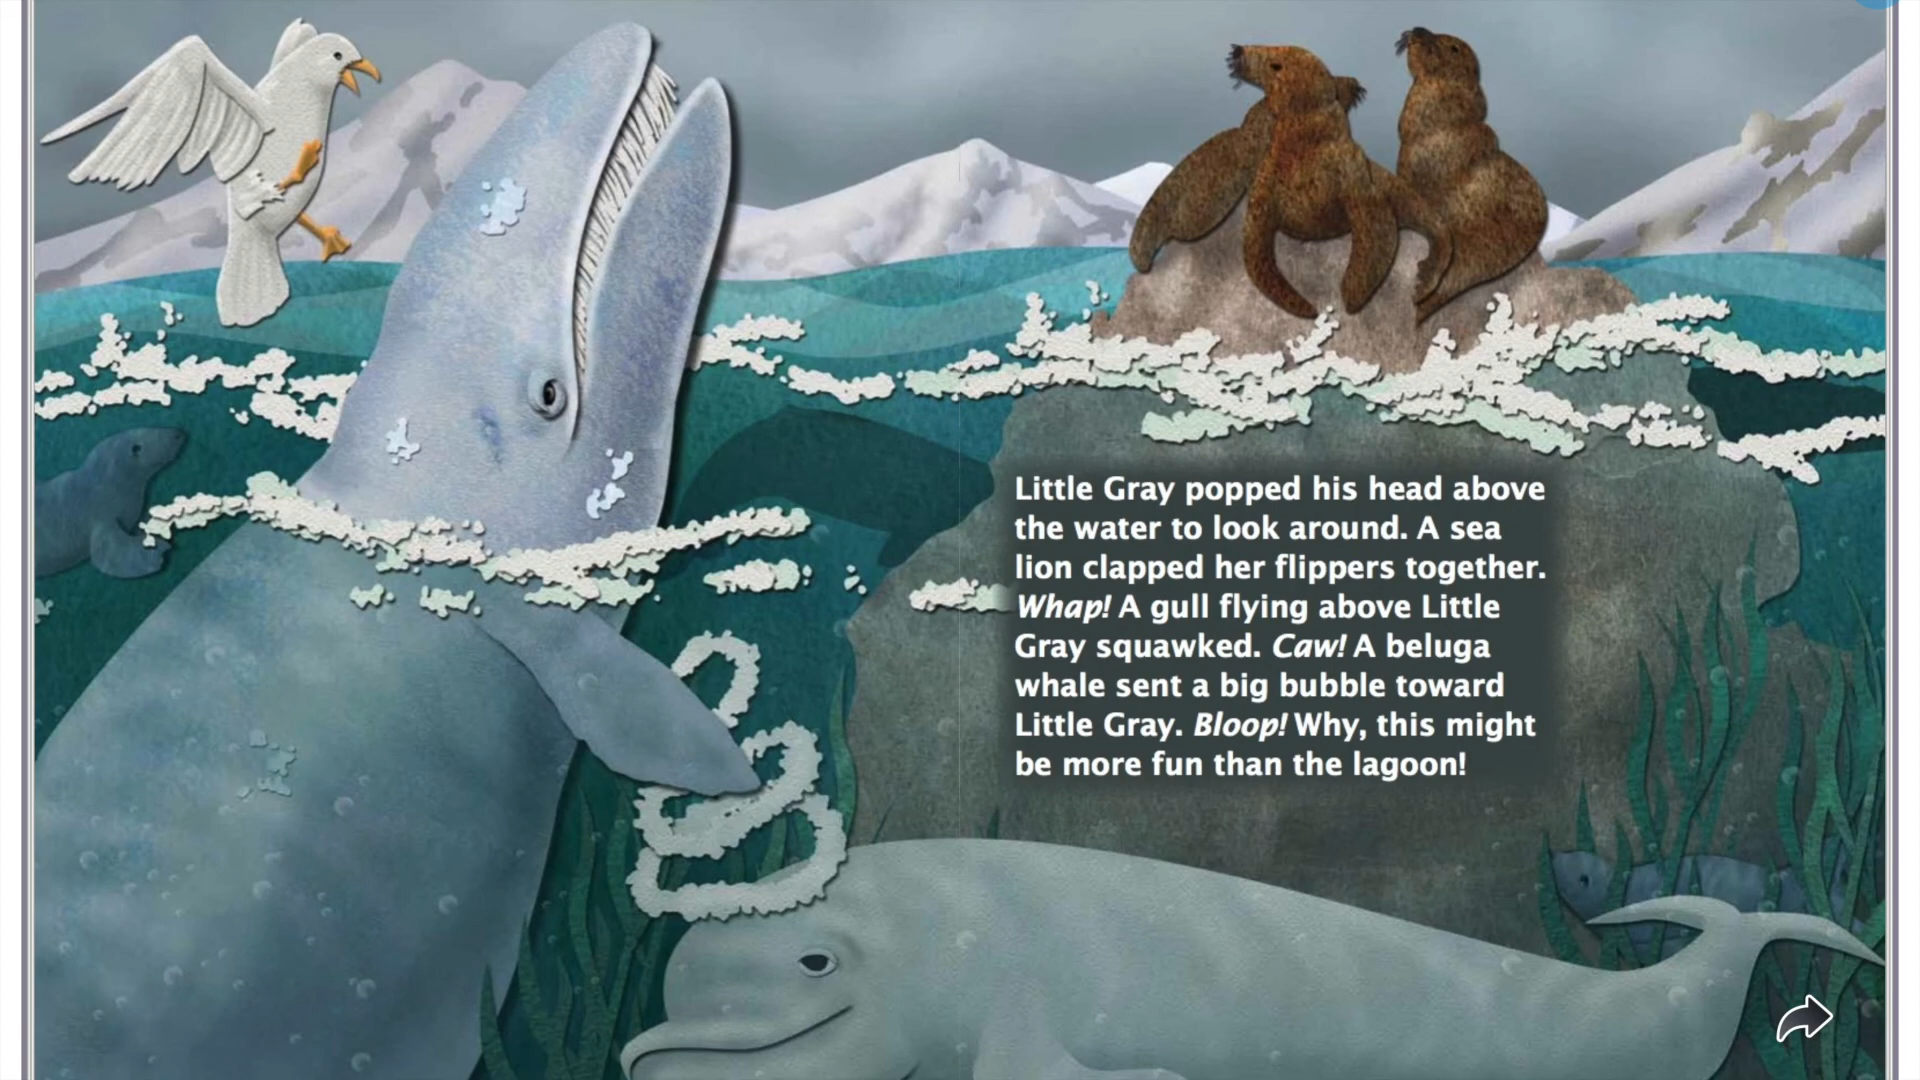 Little Gray popped his head above
the water to look around. A sea
lion clapped her flippers together.
Whap! A gull flying above Little
Gray squawked. Caw! A beluga
whale sent a big bubble toward
Little Gray. Bloop! Why, this might
be more fun than the lagoon!